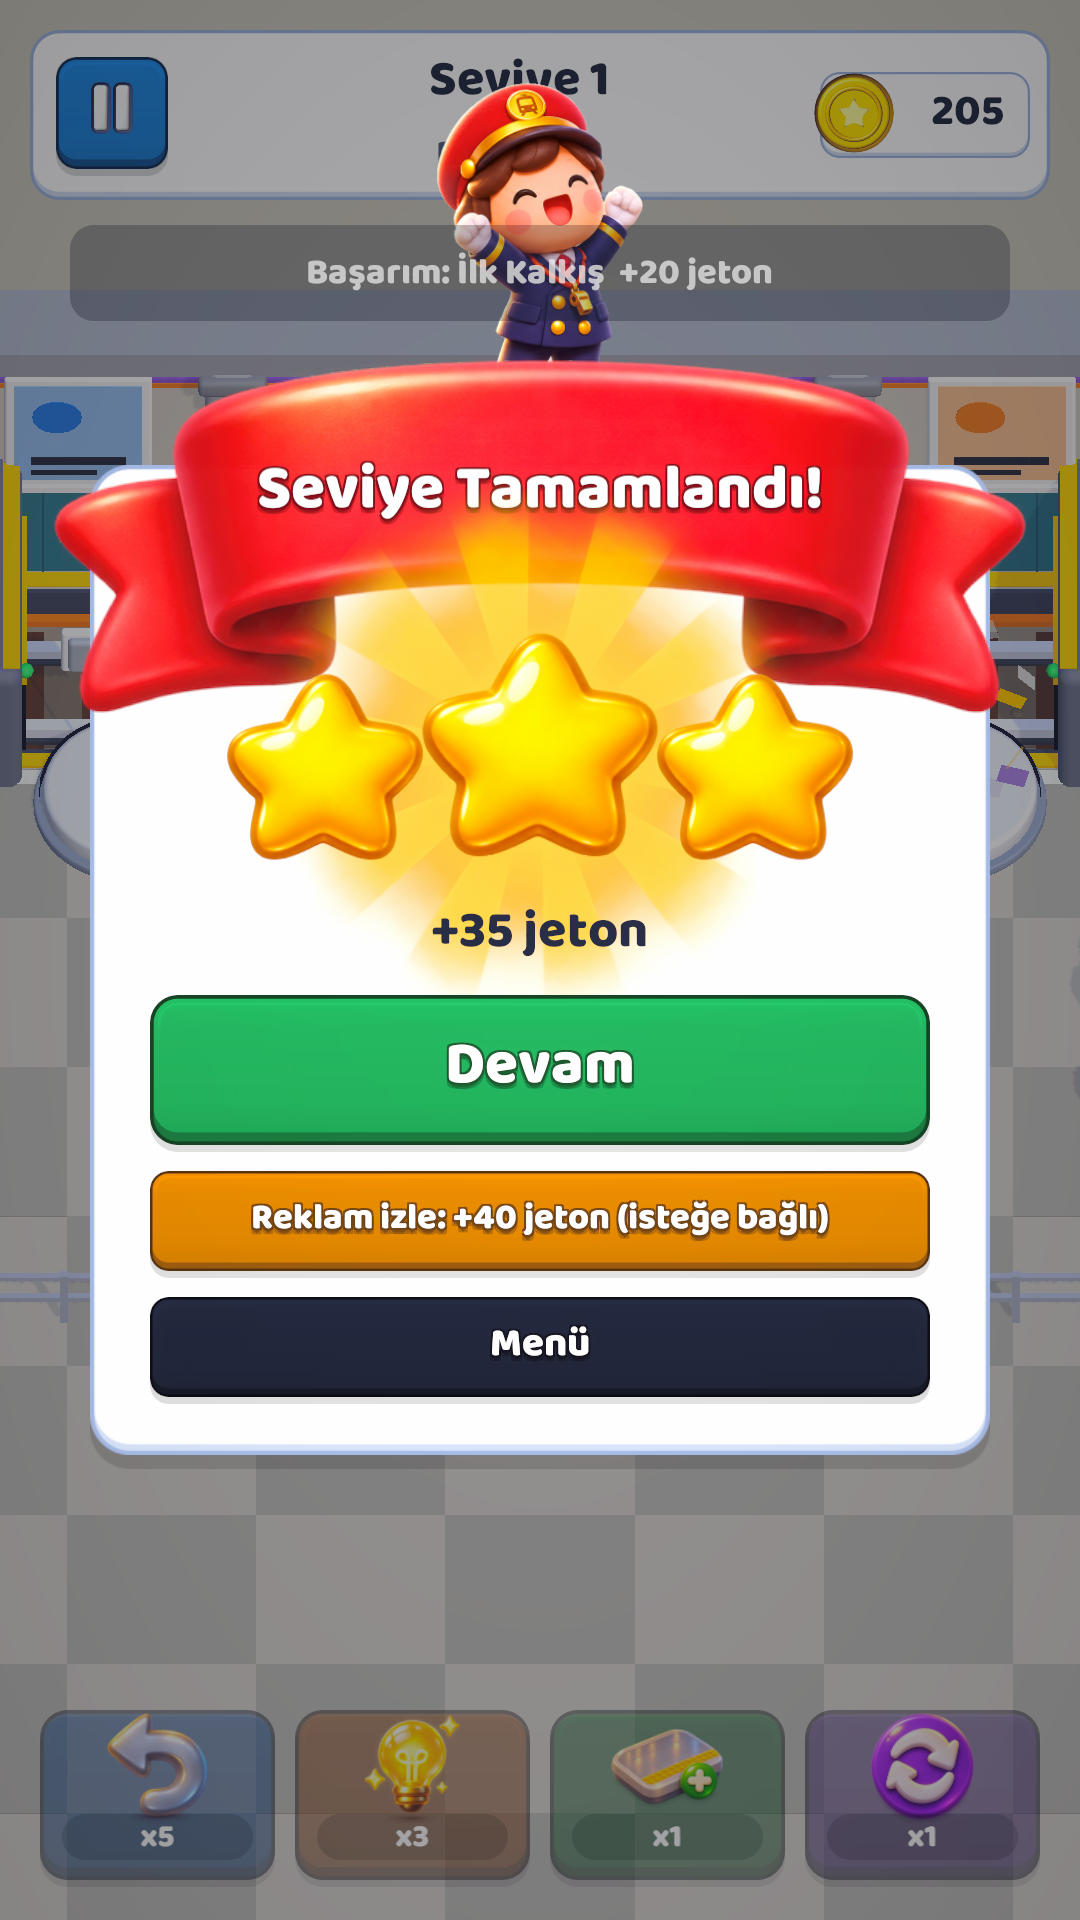 Seviye 1
205
Başarım: İlk Kalkış +20 jeton
Seviye Tamamlandı!
+35 jeton
Devam
Reklam izle: +40 jeton (isteğe bağlı)
Menü
x5
x3
x1
x1